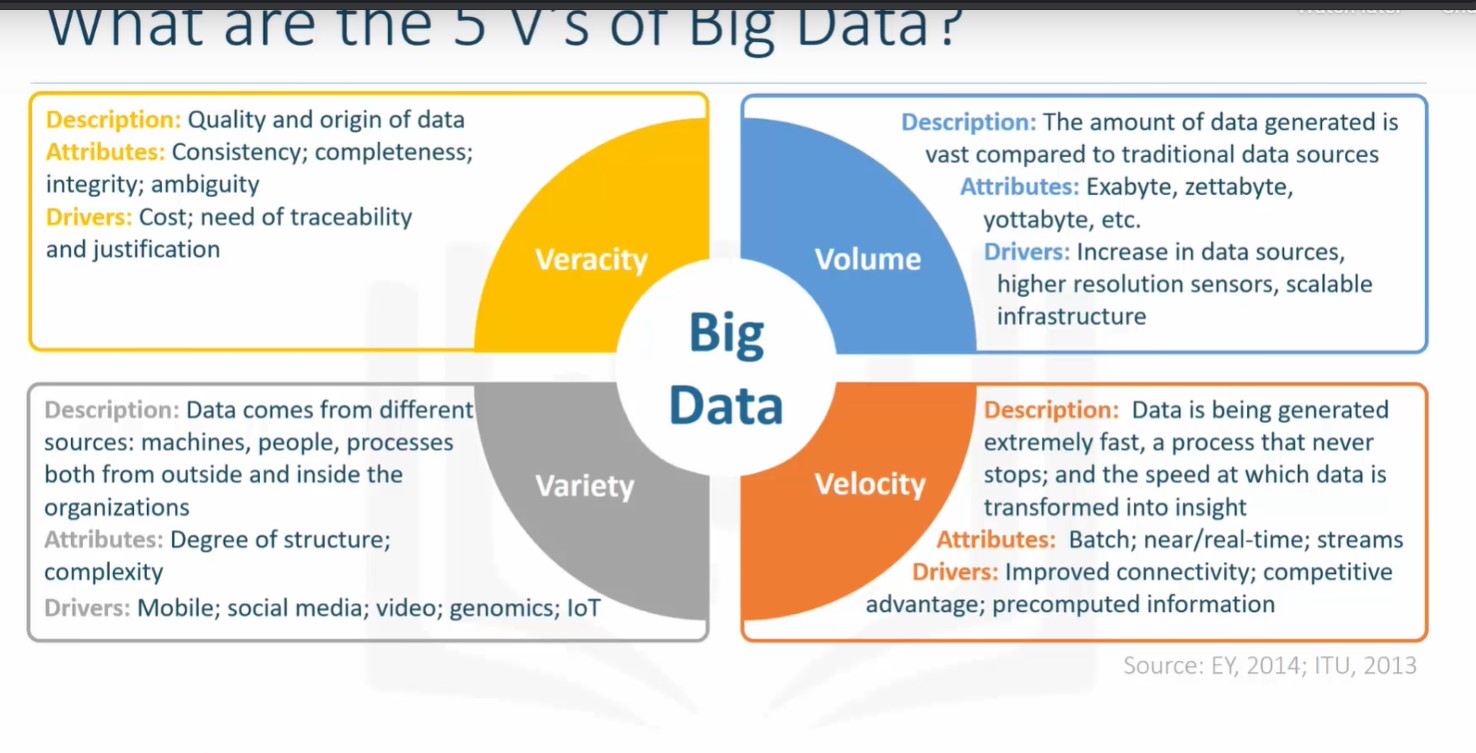 What are the 5 V's of Big Data?
Description: Quality and origin of data
Attributes: Consistency; completeness;
integrity; ambiguity
Drivers: Cost; need of traceability
and justification
Veracity
Description: The amount of data generated is
vast compared to traditional data sources
Attributes: Exabyte, zettabyte,
yottabyte, etc.
Drivers: Increase in data sources,
higher resolution sensors, scalable
infrastructure
Volume
Big
Data
Description: Data comes from different
sources: machines, people, processes
both from outside and inside the
organizations
Attributes: Degree of structure;
complexity
Drivers: Mobile; social media; video; genomics; IoT
Variety
Description: Data is being generated
extremely fast, a process that never
stops; and the speed at which data is
transformed into insight
Attributes: Batch; near/real-time; streams
Drivers: Improved connectivity; competitive
advantage; precomputed information
Velocity
Source: EY, 2014; ITU, 2013